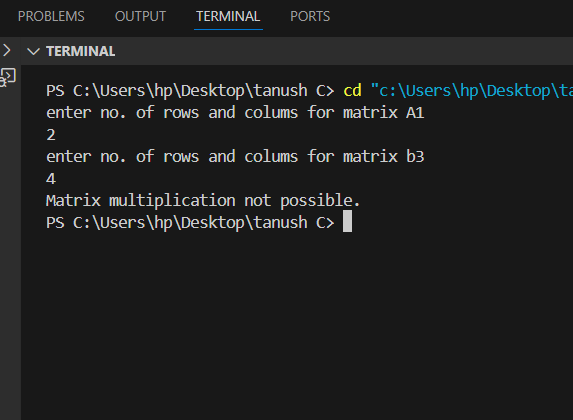 PROBLEMS OUTPUT TERMINAL PORTS
TERMINAL
PS C:\Users\hp\Desktop\tanush C> cd "c:\Users\hp\Desktop\ta
enter no. of rows and colums for matrix A1
2
enter no. of rows and colums for matrix b3
4
Matrix multiplication not possible.
PS C:\Users\hp\Desktop\tanush C>